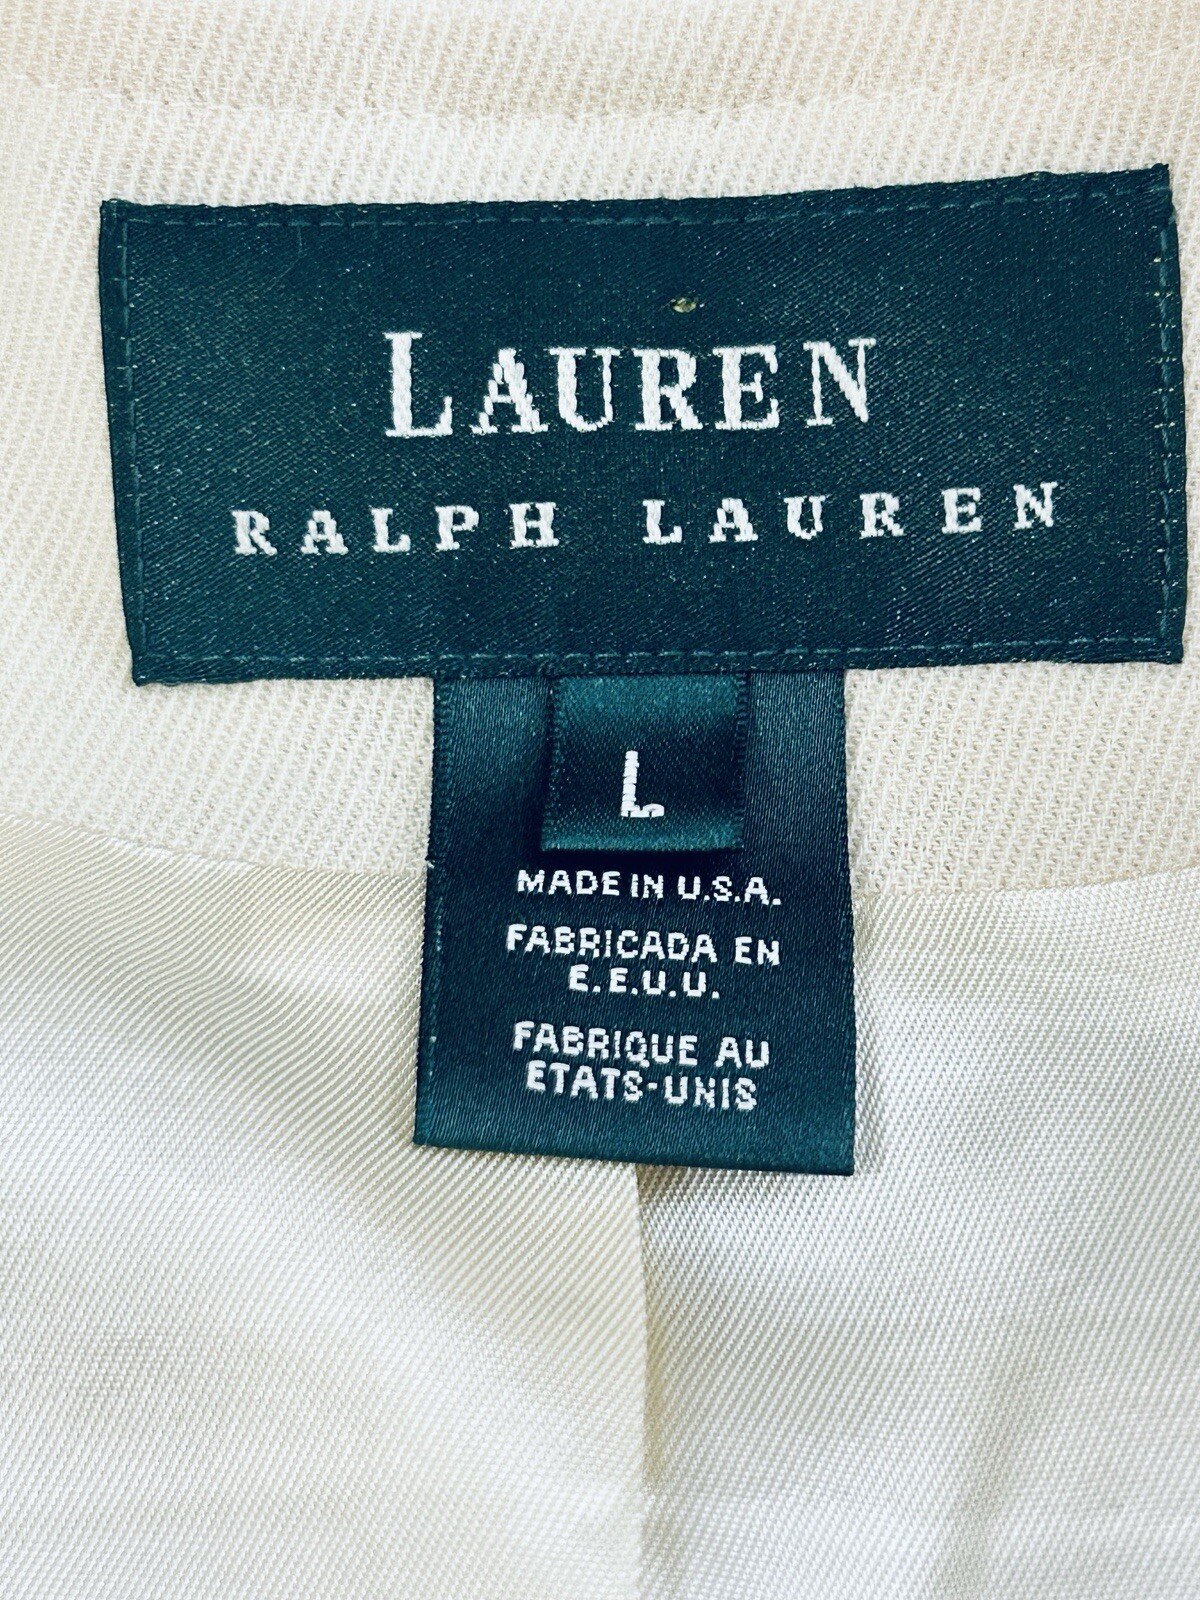 LAUREN
RALPH LAUREN
L
MADE IN U.S.A.
FABRICADA EN
E.E.U.U.
FABRIQUE AU
ETATS-UNIS